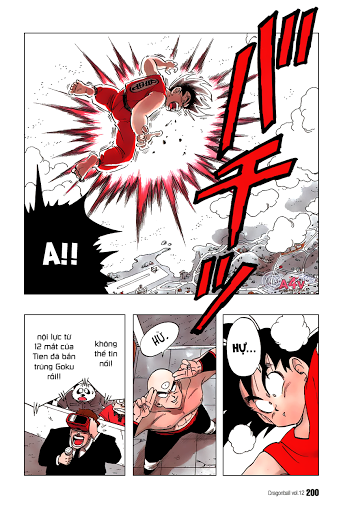 バチッ
A!!
A4V
nội lực từ
12 mắt của
Tien đã bắn
trúng Goku
rồi!!
không
thể tin
nổi!
HỪ.
HỰ...
Dragonball vol.12 200